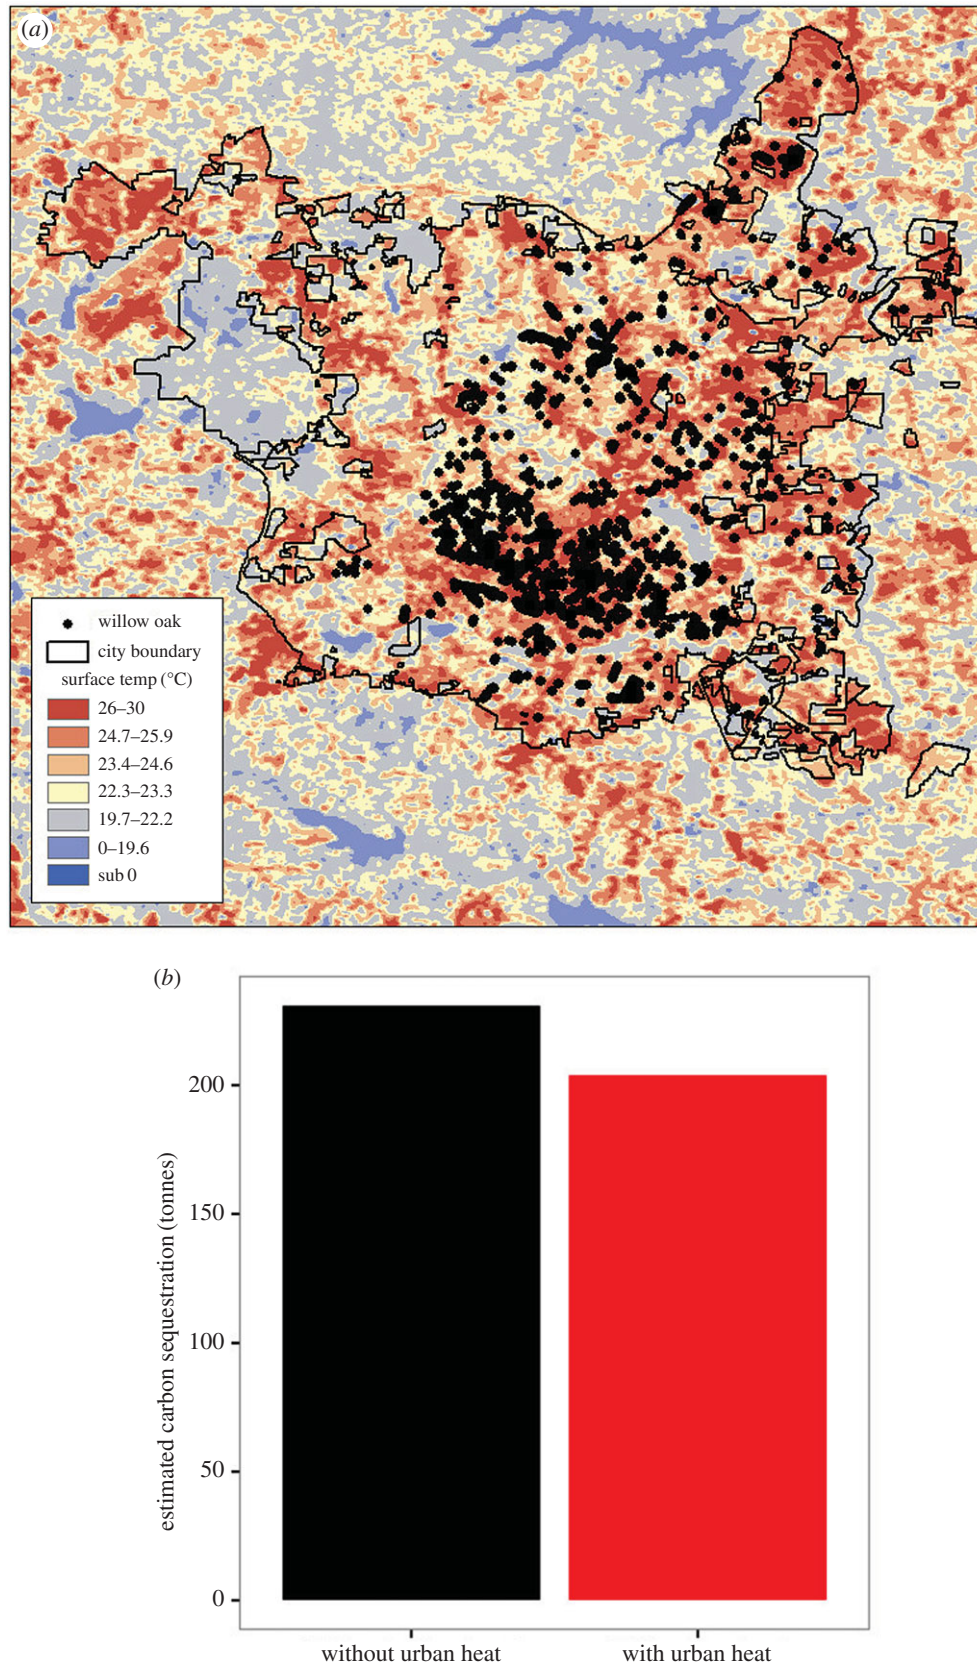 (a)
willow oak
city boundary
surface temp (°C)
26–30
24.7–25.9
23.4–24.6
22.3–23.3
19.7–22.2
0–19.6
sub 0
(b)
estimated carbon sequestration (tonnes)
200
150
100
50
0
without urban heat
with urban heat